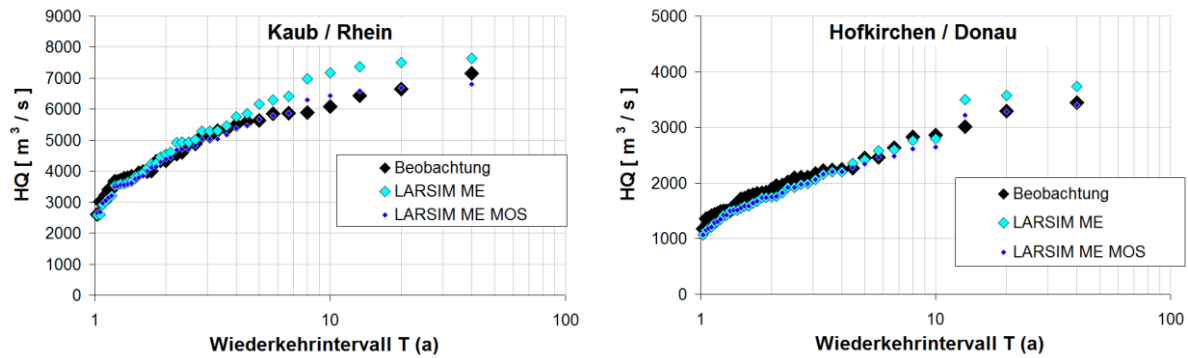 Kaub / Rhein
HQ [ m³ / s ]
9000
8000
7000
6000
5000
4000
3000
2000
1000
0
Beobachtung
LARSIM ME
LARSIM ME MOS
1
10
100
Wiederkehrintervall T (a)
Hofkirchen / Donau
HQ [ m³ / s ]
5000
4000
3000
2000
1000
0
Beobachtung
LARSIM ME
LARSIM ME MOS
1
10
100
Wiederkehrintervall T (a)